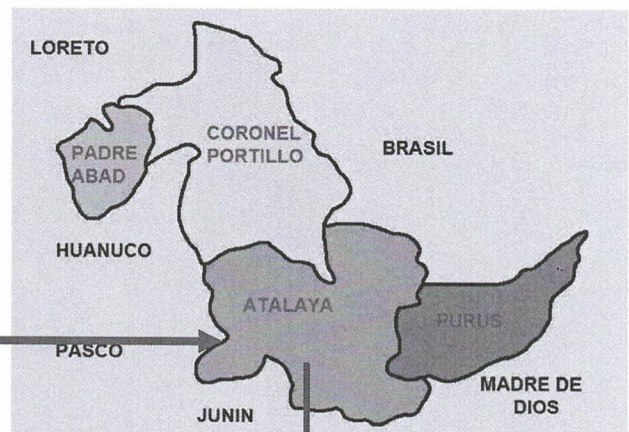 LORETO
CORONEL
PORTILLO
BRASIL
PADRE
ABAD
HUANUCO
ATALAYA
PURUS
PASCO
MADRE DE
DIOS
JUNIN